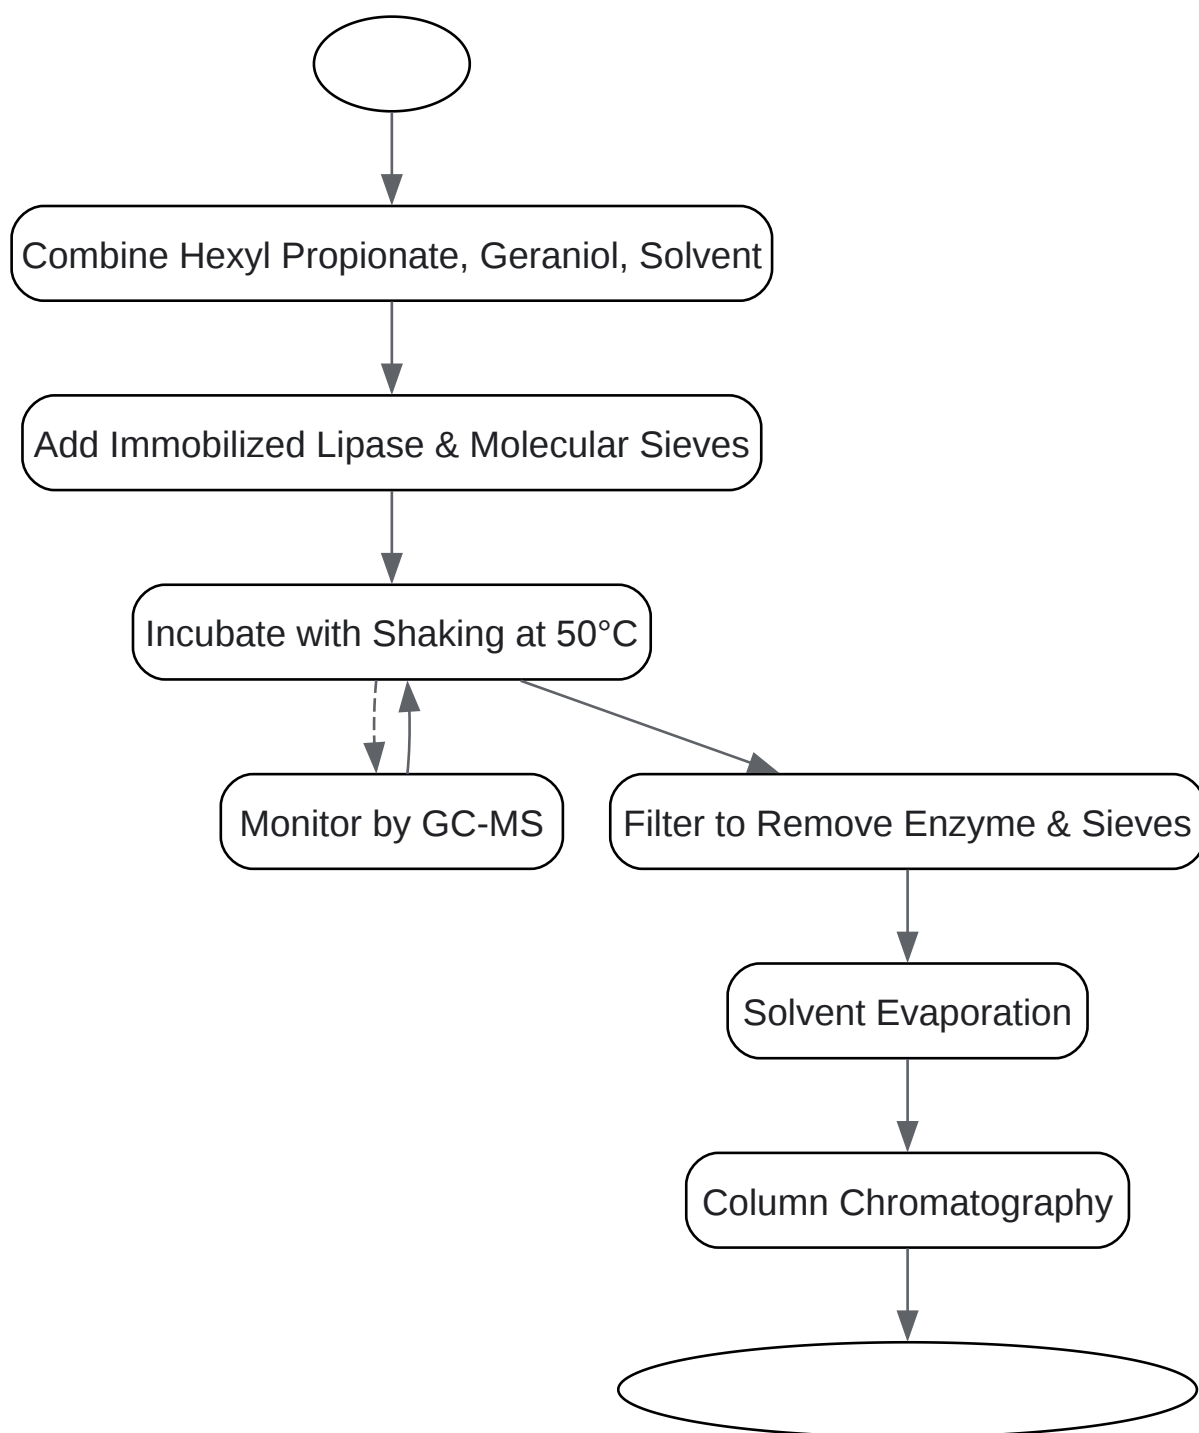 Combine Hexyl Propionate, Geraniol, Solvent
Add Immobilized Lipase & Molecular Sieves
Incubate with Shaking at 50°C
Monitor by GC-MS
Filter to Remove Enzyme & Sieves
Solvent Evaporation
Column Chromatography